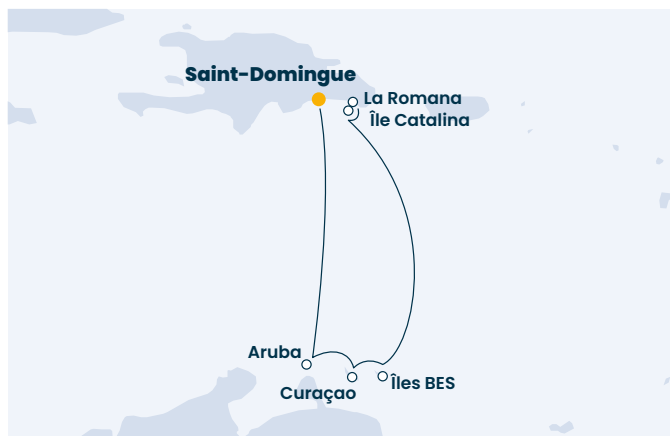 Saint-Domingue
La Romana
Île Catalina
Aruba
Îles BES
Curaçao